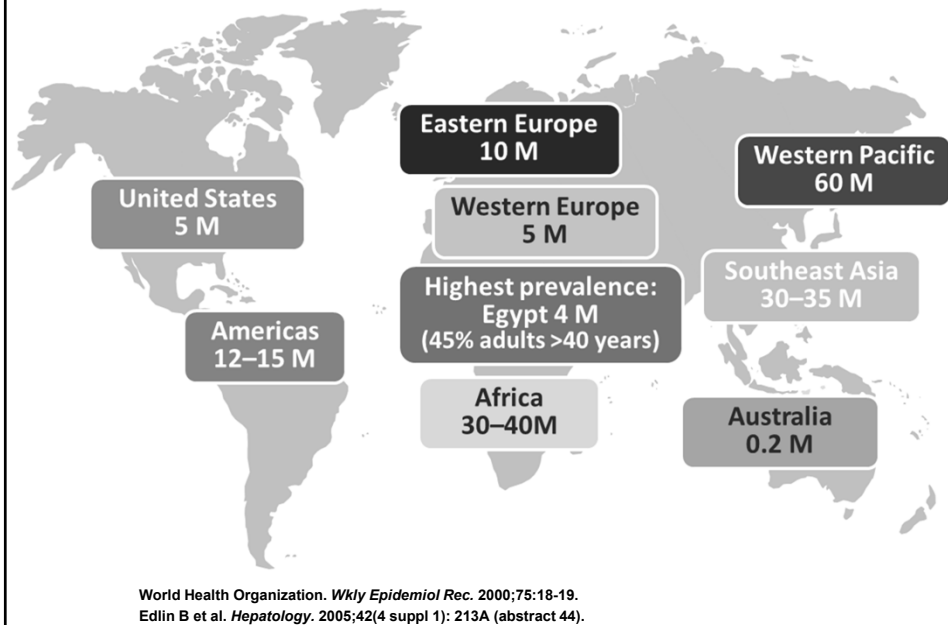 Eastern Europe
10 M
Western Pacific
60 M
United States
5 M
Western Europe
5 M
Southeast Asia
30–35 M
Highest prevalence:
Egypt 4 M
(45% adults >40 years)
Americas
12–15 M
Africa
30–40M
Australia
0.2 M
World Health Organization. Wkly Epidemiol Rec. 2000;75:18-19.
Edlin B et al. Hepatology. 2005;42(4 suppl 1): 213A (abstract 44).